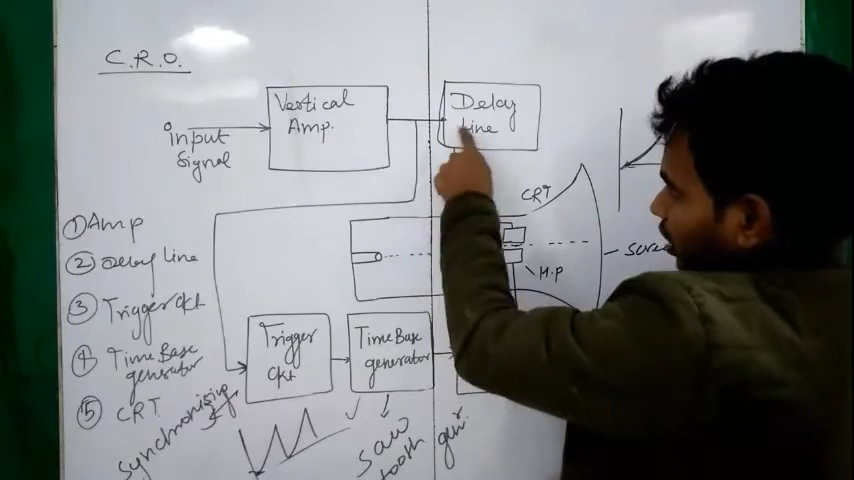 C.R.O.
Vertical
Amp.
Delay
Line
input
signal
CRT
① Amp
② Delay Line
③ Trigger ckt
④ Time Base
generator
⑤ CRT
H.P
Trigger
ckt
Time Base
generator
synchronising
saw
tooth